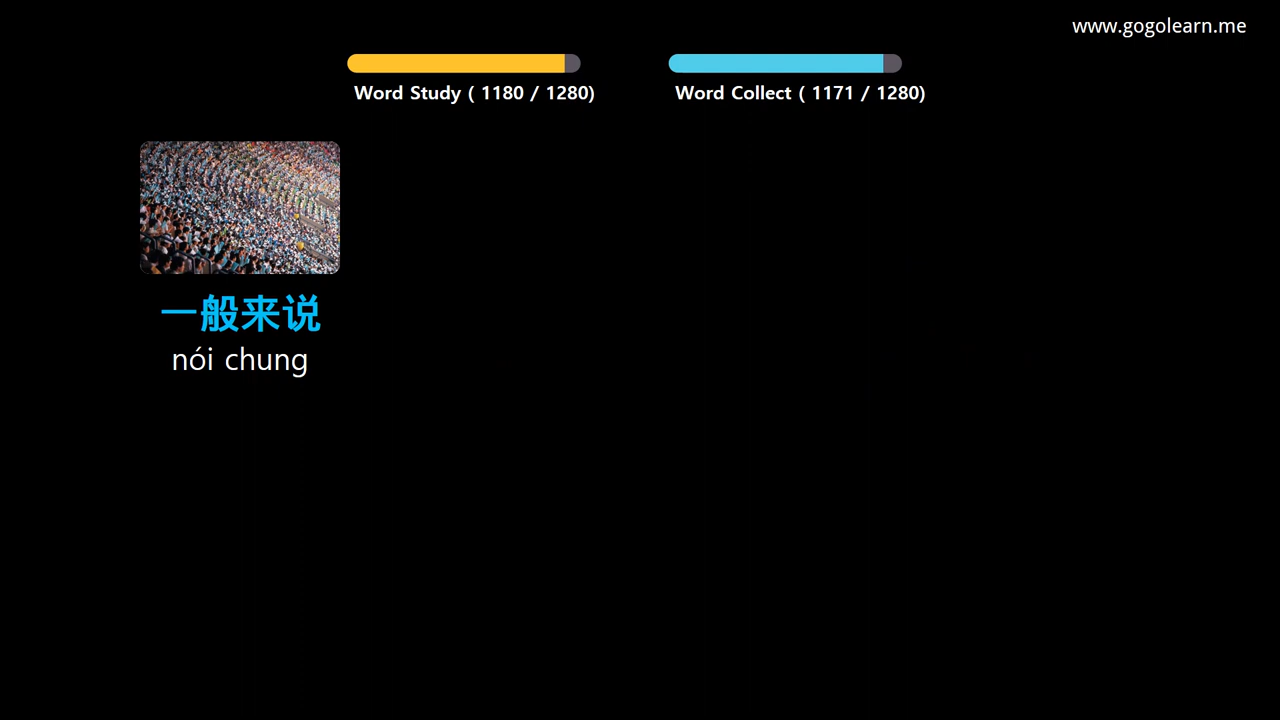 www.gogolearn.me
Word Study ( 1180 / 1280)
Word Collect ( 1171 / 1280)
一般来说
nói chung